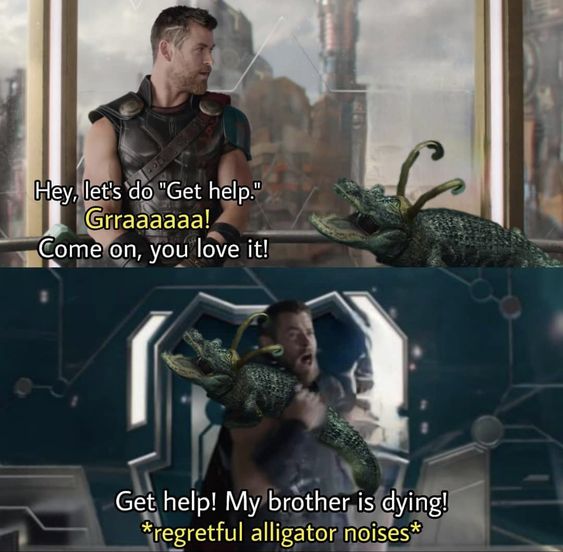 Hey, let's do "Get help."
Grraaaaaa!
Come on, you love it!
Get help! My brother is dying!
*regretful alligator noises*